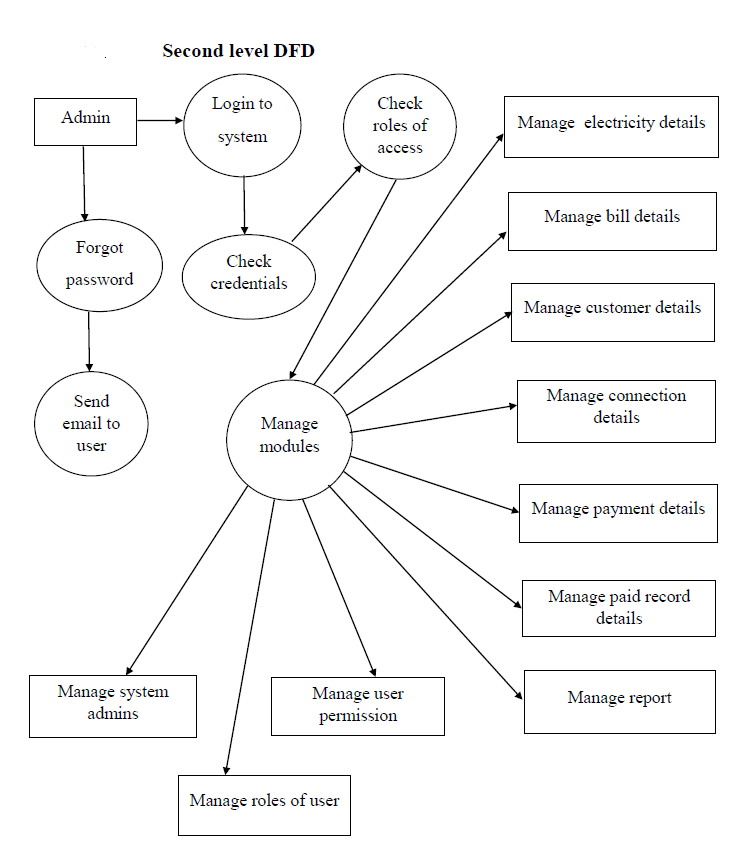 Second level DFD
Admin
Login to
system
Check
roles of
access
Manage electricity details
Manage bill details
Forgot
password
Check
credentials
Manage customer details
Send
email to
user
Manage
modules
Manage connection
details
Manage payment details
Manage paid record
details
Manage system
admins
Manage user
permission
Manage report
Manage roles of user